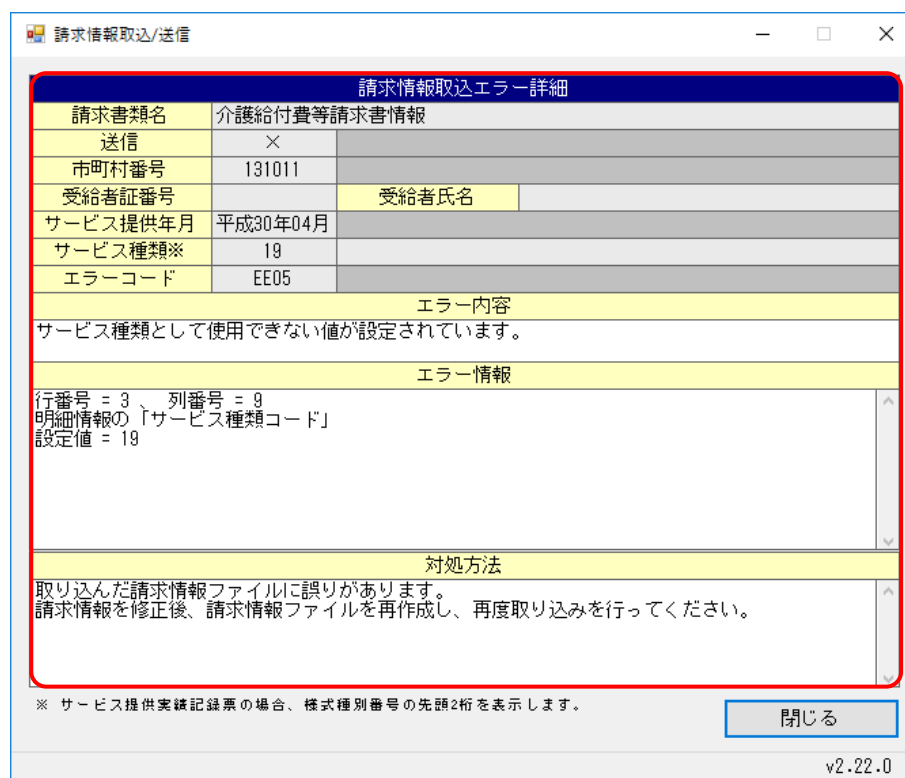 請求情報取込/送信
請求情報取込エラー詳細
請求書類名 介護給付費等請求書情報
送信 ×
市町村番号 131011
受給者証番号 受給者氏名
サービス提供年月 平成30年04月
サービス種類※ 19
エラーコード EE05
エラー内容
サービス種類として使用できない値が設定されています。
エラー情報
行番号 = 3 、 列番号 = 9
明細情報の「サービス種類コード」
設定値 = 19
対処方法
取り込んだ請求情報ファイルに誤りがあります。
請求情報を修正後、請求情報ファイルを再作成し、再度取り込みを行ってください。
※ サービス提供実績記録票の場合、様式種別番号の先頭2桁を表示します。
閉じる
v2.22.0